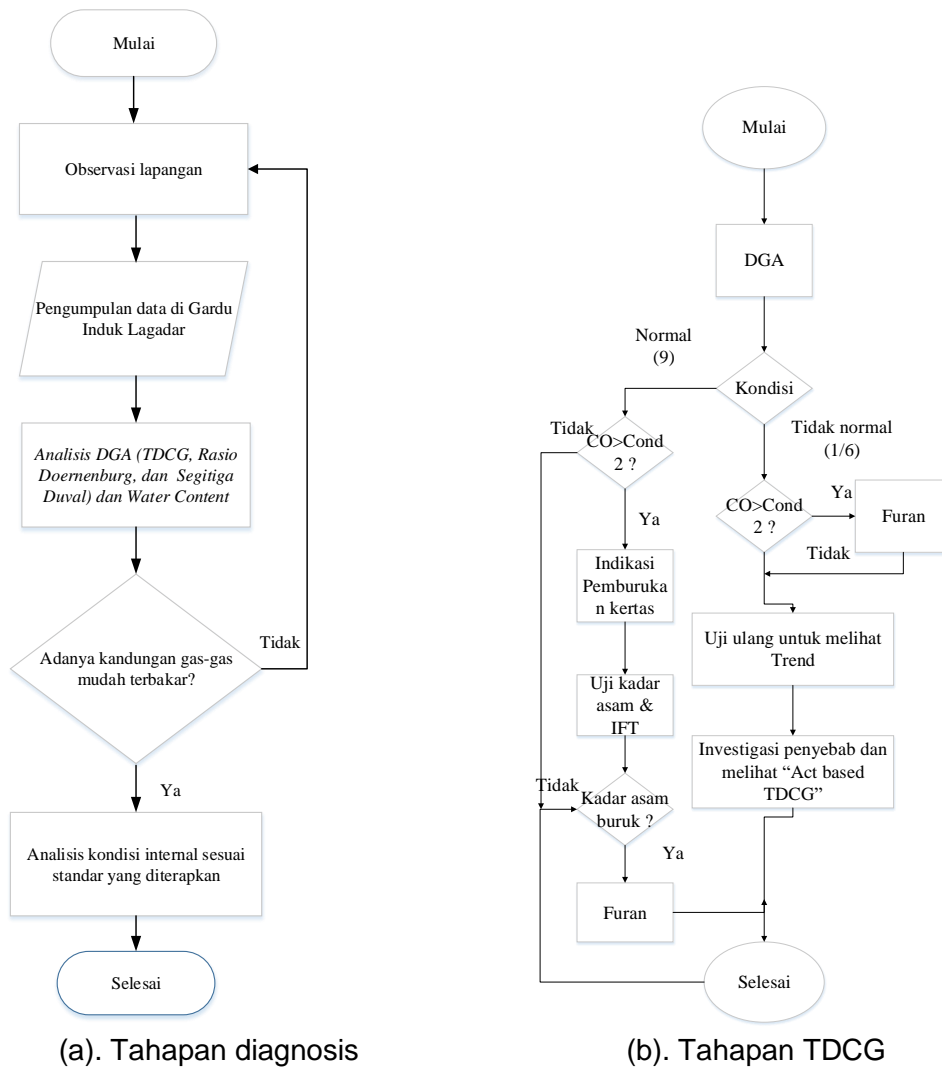 Mulai
Observasi lapangan
Pengumpulan data di Gardu
Induk Lagadar
Analisis DGA (TDCG, Rasio
Doernenburg, dan Segitiga
Duval) dan Water Content
Adanya kandungan gas-gas
mudah terbakar?
Tidak
Ya
Analisis kondisi internal sesuai
standar yang diterapkan
Selesai
(a). Tahapan diagnosis
Mulai
DGA
Normal
(9)
Kondisi
Tidak normal
(1/6)
Tidak
CO>Cond
2 ?
Ya
Indikasi
Pemburuka
n kertas
Uji kadar
asam &
IFT
Tidak
Kadar asam
buruk ?
Ya
Furan
CO>Cond
2 ?
Ya
Furan
Tidak
Uji ulang untuk melihat
Trend
Investigasi penyebab dan
melihat “Act based
TDCG”
Selesai
(b). Tahapan TDCG